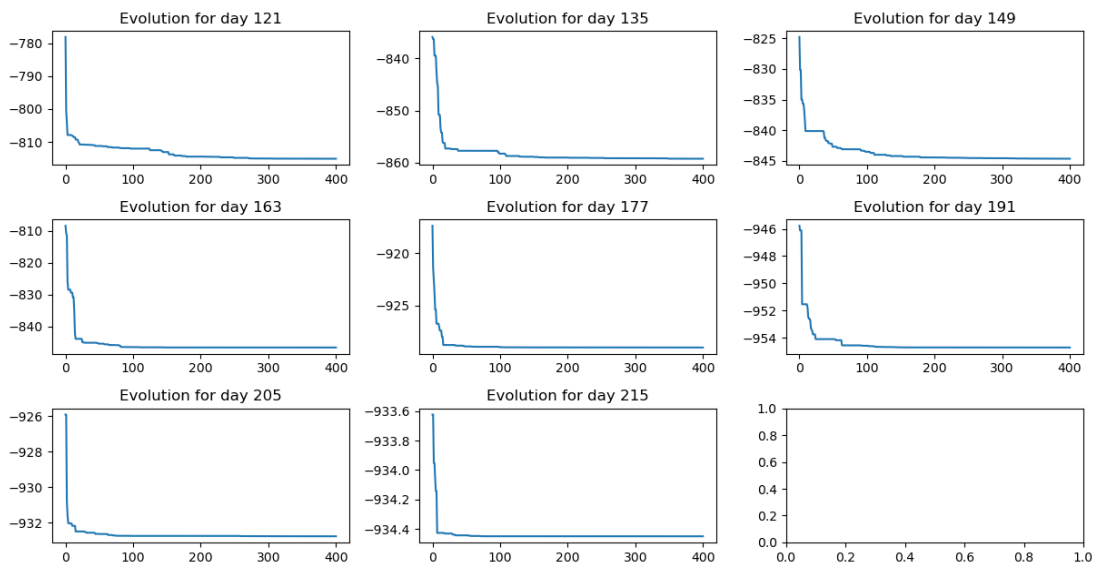 Evolution for day 121
−780
−790
−800
−810
0 100 200 300 400
Evolution for day 135
−840
−850
−860
0 100 200 300 400
Evolution for day 149
−825
−830
−835
−840
−845
0 100 200 300 400
Evolution for day 163
−810
−820
−830
−840
0 100 200 300 400
Evolution for day 177
−920
−925
0 100 200 300 400
Evolution for day 191
−946
−948
−950
−952
−954
0 100 200 300 400
Evolution for day 205
−926
−928
−930
−932
0 100 200 300 400
Evolution for day 215
−933.6
−933.8
−934.0
−934.2
−934.4
0 100 200 300 400
1.0
0.8
0.6
0.4
0.2
0.0
0.0 0.2 0.4 0.6 0.8 1.0